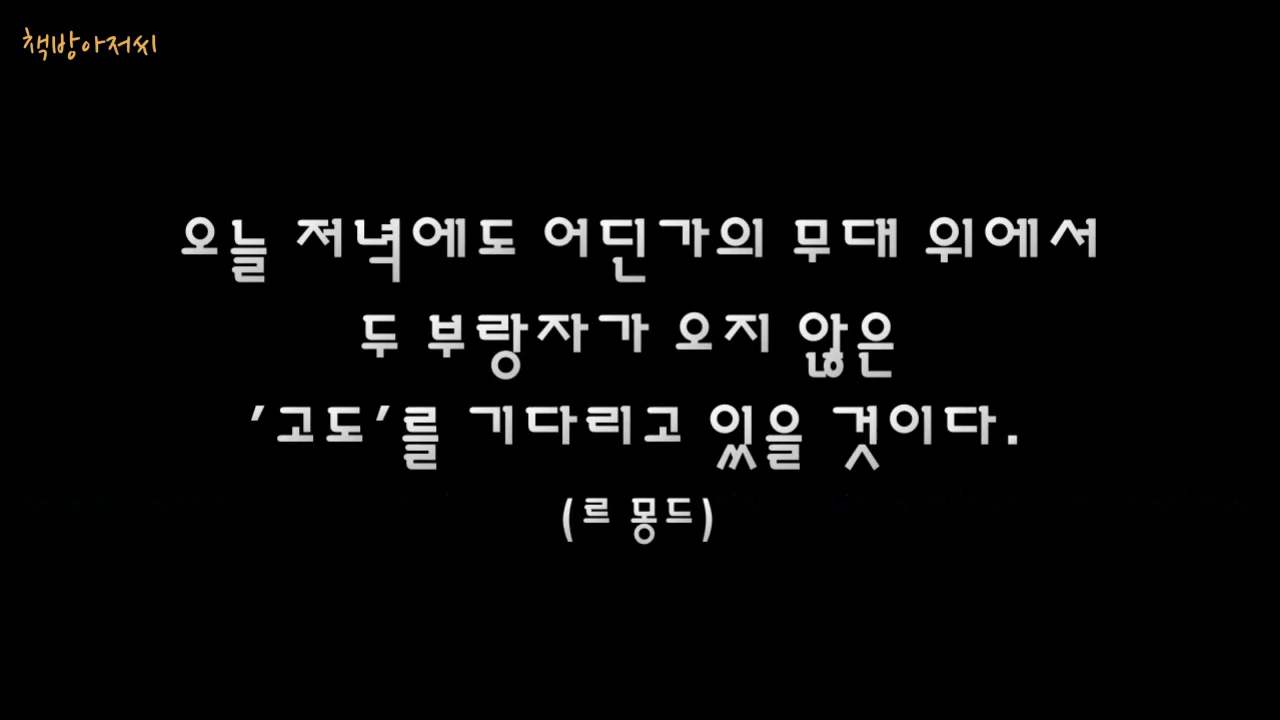 책방아저씨
오늘 저녁에도 어딘가의 무대 위에서
두 부랑자가 오지 않은
'고도'를 기다리고 있을 것이다.
(르 몽드)